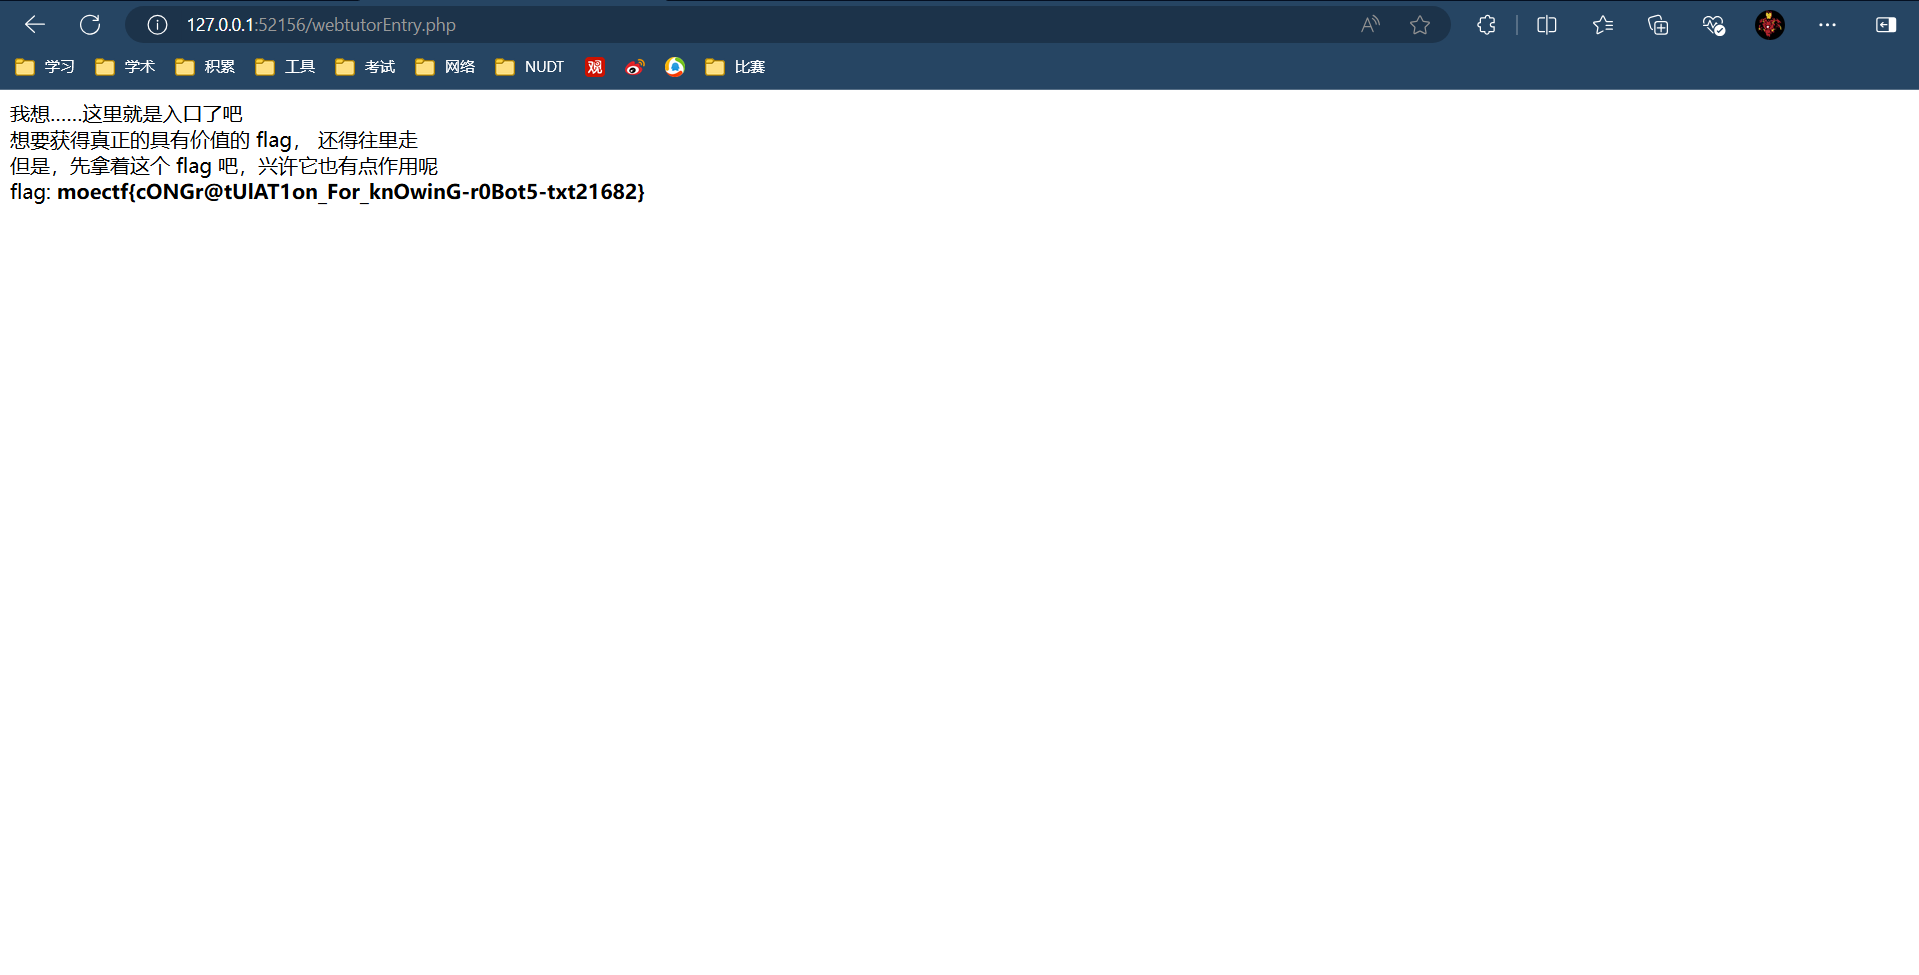 127.0.0.1:52156/webtutorEntry.php
学习 学术 积累 工具 考试 网络 NUDT 观 比赛
我想……这里就是入口了吧
想要获得真正的具有价值的 flag， 还得往里走
但是，先拿着这个 flag 吧，兴许它也有点作用呢
flag: moectf{cONGr@tUlAT1on_For_knOwinG-r0Bot5-txt21682}